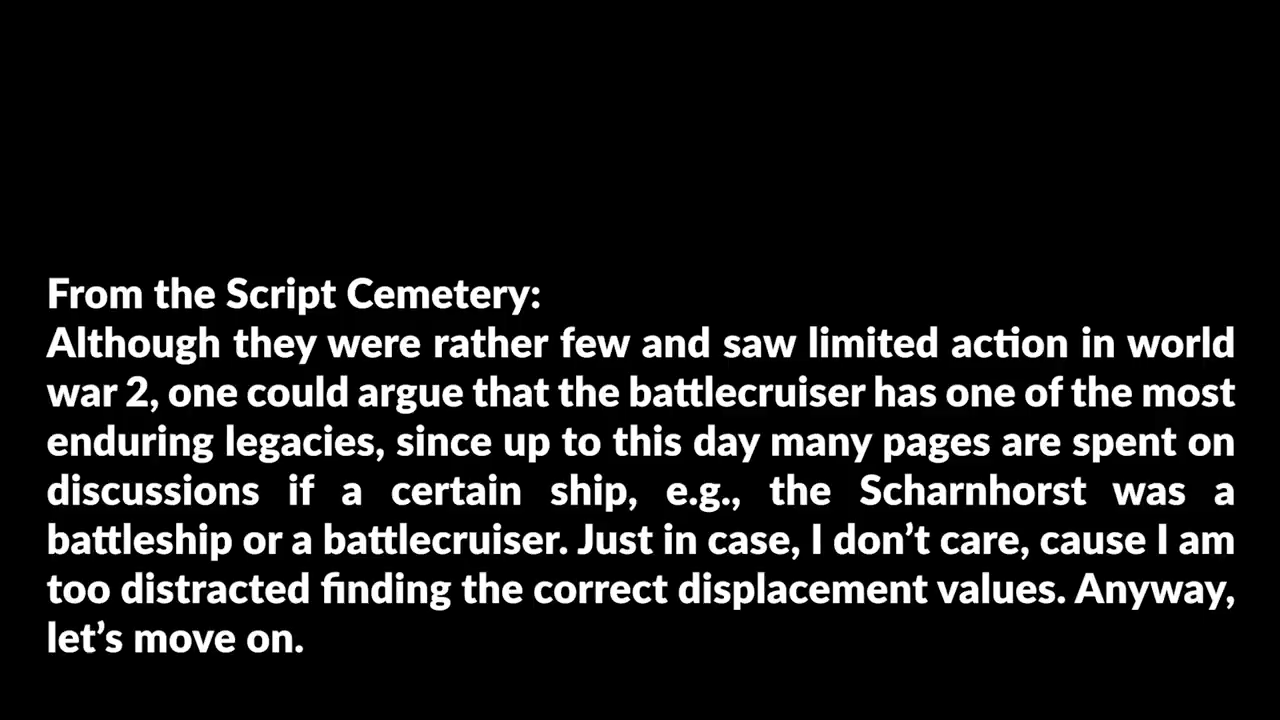 From the Script Cemetery:
Although they were rather few and saw limited action in world
war 2, one could argue that the battlecruiser has one of the most
enduring legacies, since up to this day many pages are spent on
discussions if a certain ship, e.g., the Scharnhorst was a
battleship or a battlecruiser. Just in case, I don’t care, cause I am
too distracted finding the correct displacement values. Anyway,
let’s move on.